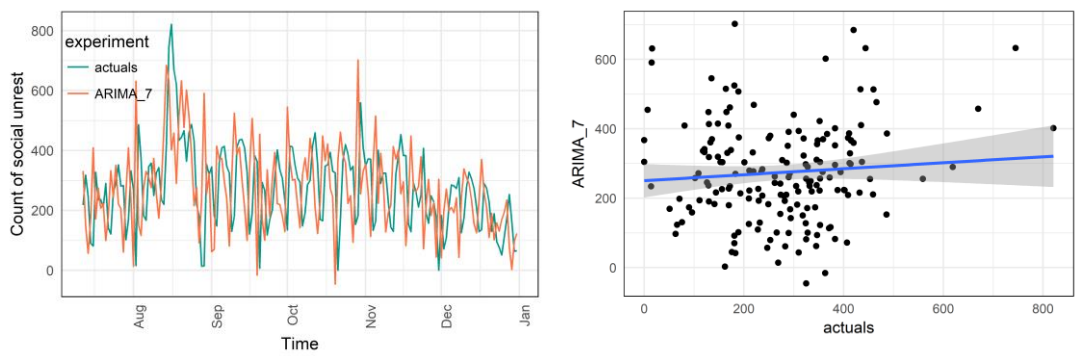 Count of social unrest
800
600
400
200
0
experiment
actuals
ARIMA_7
Aug
Sep
Oct
Nov
Dec
Jan
Time
ARIMA_7
600
400
200
0
0
200
400
600
800
actuals